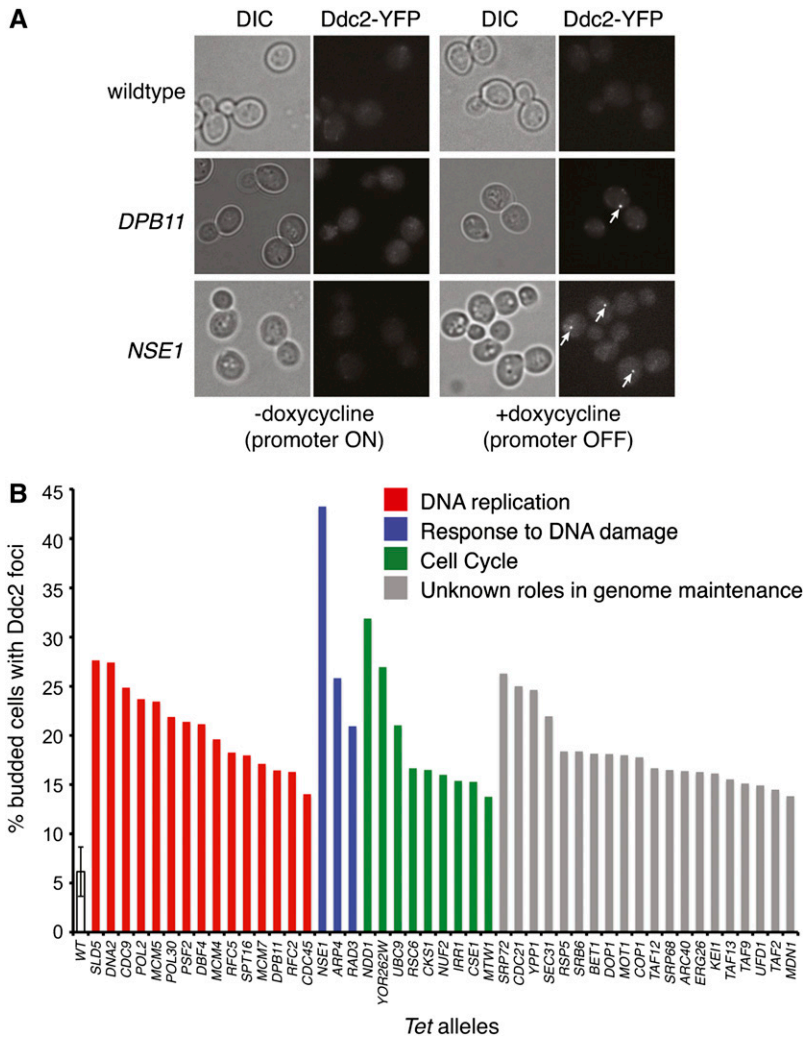 A
DIC Ddc2-YFP DIC Ddc2-YFP
wildtype
DPB11
NSE1
-doxycycline
(promoter ON)
+doxycycline
(promoter OFF)
B
% budded cells with Ddc2 foci
45
40
35
30
25
20
15
10
5
0
DNA replication
Response to DNA damage
Cell Cycle
Unknown roles in genome maintenance
WT
SLD5
DNA2
CDC9
POL2
MCM5
POL30
PSF2
DBF4
MCM4
RFC5
SPT16
MCM7
DPB11
RFC2
CDC45
NSE1
ARP4
RAD3
NDD1
YOR262W
UBC9
RSC6
CKS1
NUF2
IRR1
CSE1
MTW1
SRP72
CDC21
YPP1
SEC31
RSP5
SRB6
BET1
DOP1
MOT1
COP1
TAF12
SRP68
ARC40
ERG26
KEI1
TAF13
TAF9
UFD1
TAF2
MDN1
Tet alleles